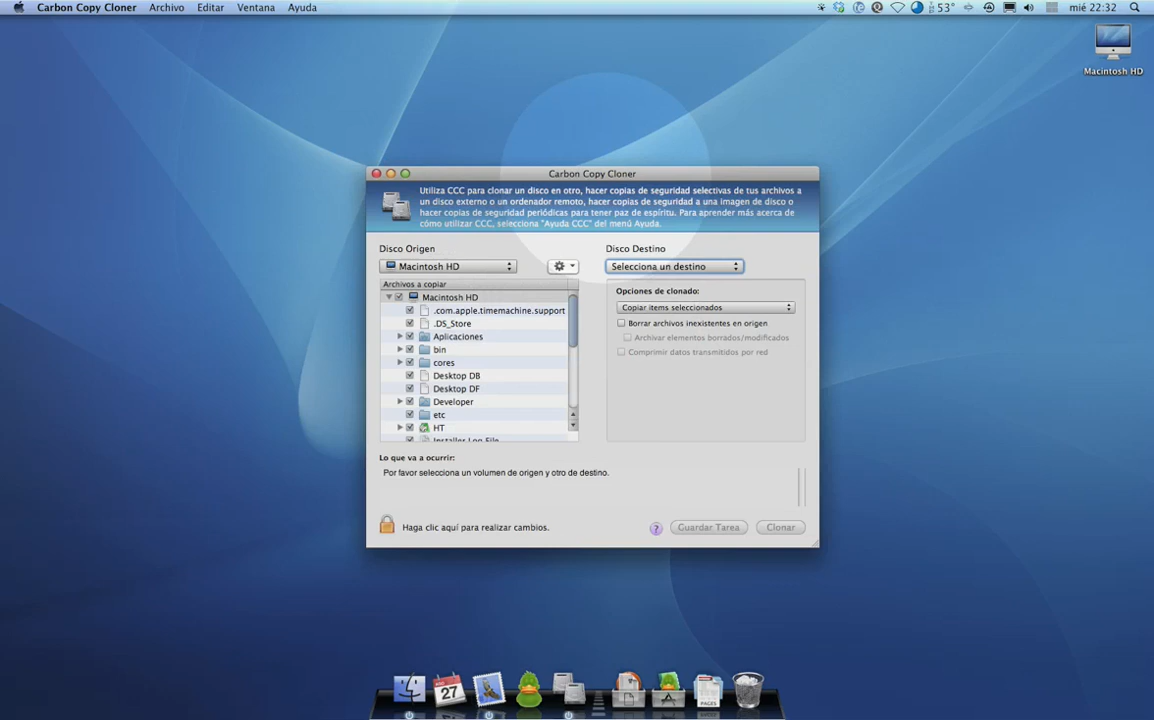 Carbon Copy Cloner Archivo Editar Ventana Ayuda
53° mié 22:32
Macintosh HD
Carbon Copy Cloner
Utiliza CCC para clonar un disco en otro, hacer copias de seguridad selectivas de tus archivos a
un disco externo o un ordenador remoto, hacer copias de seguridad a una imagen de disco o
hacer copias de seguridad periódicas para tener paz de espíritu. Para aprender más acerca de
cómo utilizar CCC, selecciona "Ayuda CCC" del menú Ayuda.
Disco Origen
Disco Destino
Macintosh HD
Selecciona un destino
Archivos a copiar
Macintosh HD
.com.apple.timemachine.support
.DS_Store
Aplicaciones
bin
cores
Desktop DB
Desktop DF
Developer
etc
HT
Installer Log File
Opciones de clonado:
Copiar items seleccionados
Borrar archivos inexistentes en origen
Archivar elementos borrados/modificados
Comprimir datos transmitidos por red
Lo que va a ocurrir:
Por favor selecciona un volumen de origen y otro de destino.
Haga clic aquí para realizar cambios.
?
Guardar Tarea
Clonar
27
PAGES